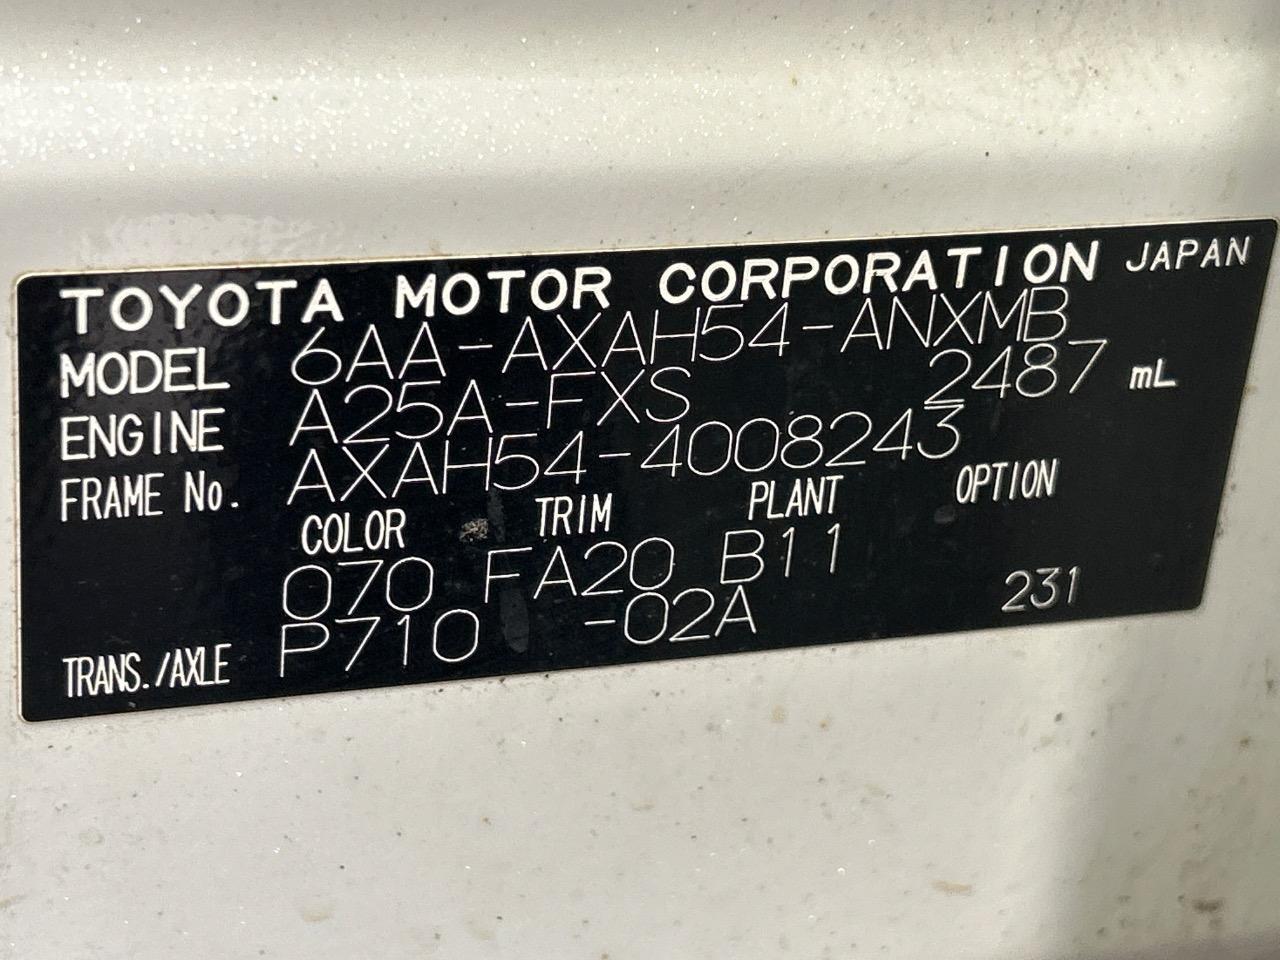 TOYOTA MOTOR CORPORATION JAPAN
MODEL 6AA-AXAH54-ANXMB
ENGINE A25A-FXS 2487 mL
FRAME No. AXAH54-4008243
COLOR TRIM PLANT OPTION
070 FA20 B11
TRANS./AXLE P710 -02A 231